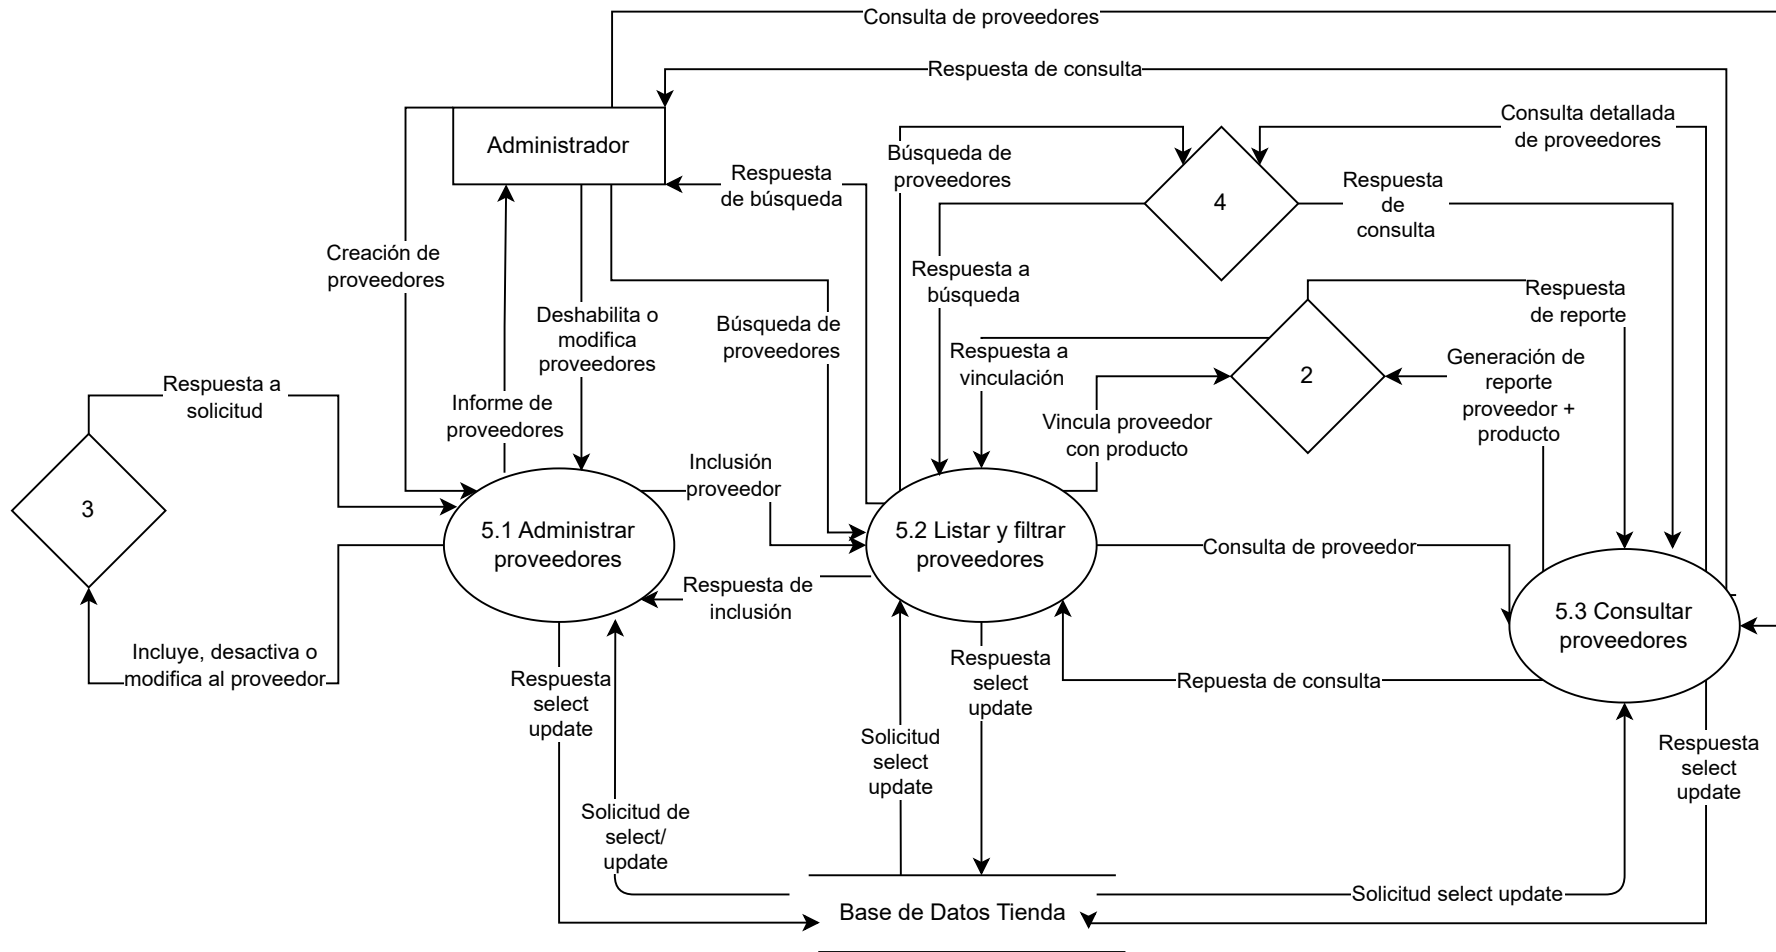 Consulta de proveedores
Respuesta de consulta
Administrador
Consulta detallada
de proveedores
Búsqueda de
proveedores
Respuesta
de búsqueda
4
Respuesta
de
consulta
Creación de
proveedores
Respuesta a
búsqueda
Respuesta
de reporte
Deshabilita o
modifica
proveedores
Búsqueda de
proveedores
Respuesta a
vinculación
2
Generación de
reporte
proveedor +
producto
Respuesta a
solicitud
Informe de
proveedores
Vincula proveedor
con producto
Inclusión
proveedor
3
5.1 Administrar
proveedores
5.2 Listar y filtrar
proveedores
Consulta de proveedor
Respuesta de
inclusión
5.3 Consultar
proveedores
Incluye, desactiva o
modifica al proveedor
Respuesta
select
update
Respuesta
select
update
Repuesta de consulta
Solicitud
select
update
Respuesta
select
update
Solicitud de
select/
update
Solicitud select update
Base de Datos Tienda